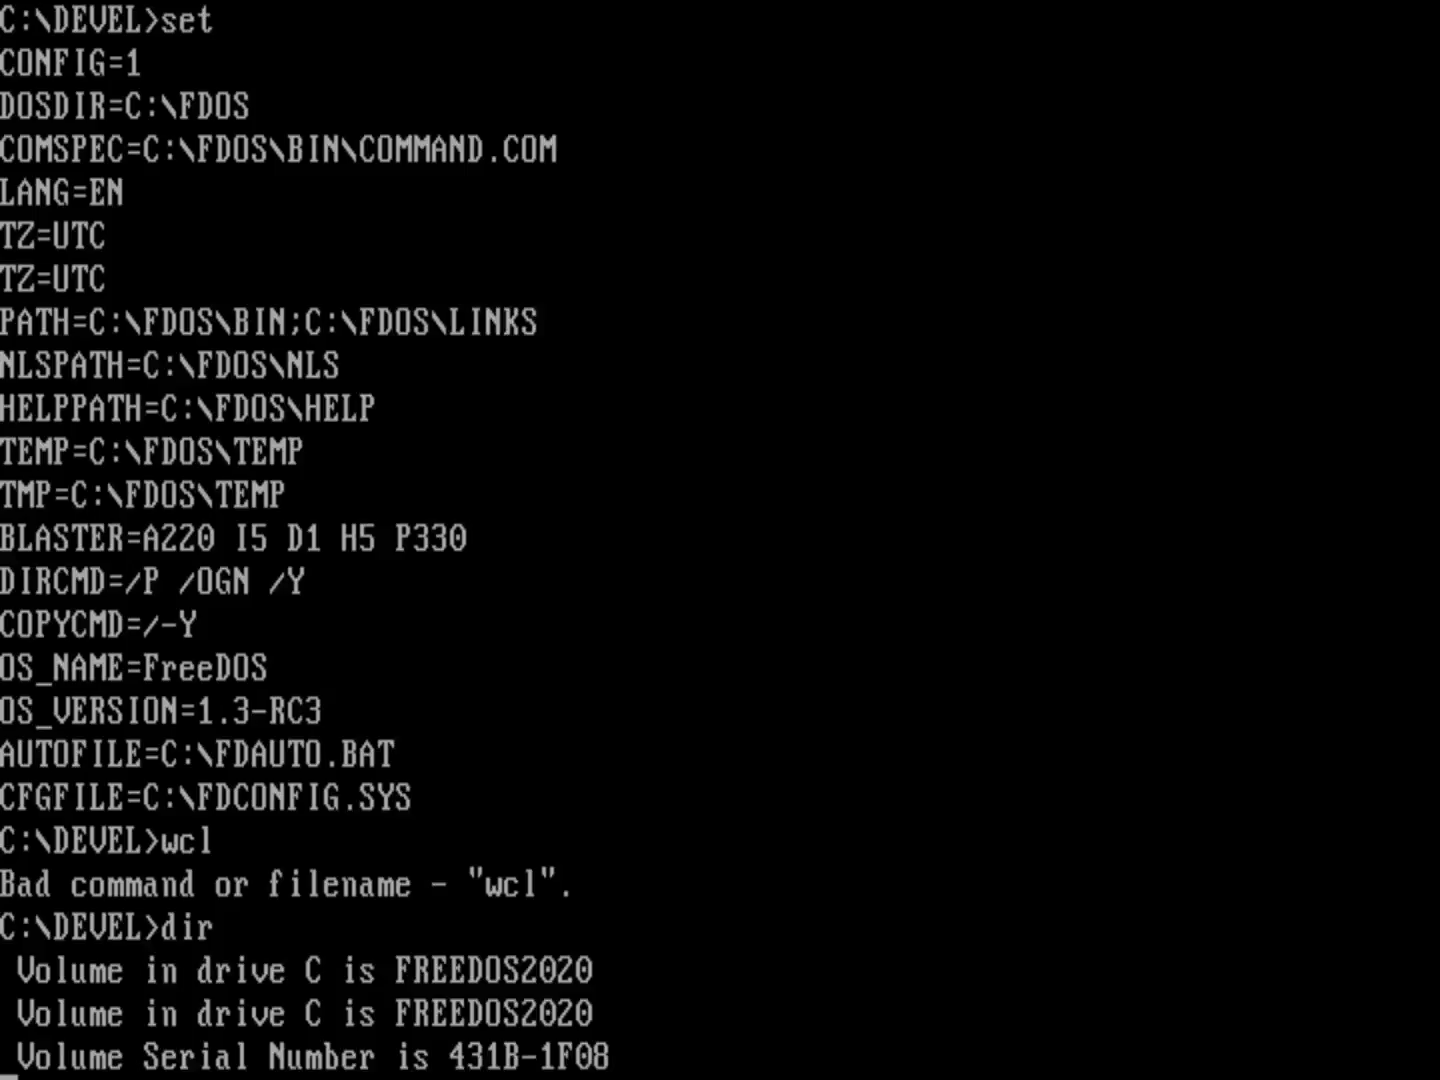 C:\DEVEL>set
CONFIG=1
DOSDIR=C:\FDOS
COMSPEC=C:\FDOS\BIN\COMMAND.COM
LANG=EN
TZ=UTC
TZ=UTC
PATH=C:\FDOS\BIN;C:\FDOS\LINKS
NLSPATH=C:\FDOS\NLS
HELPPATH=C:\FDOS\HELP
TEMP=C:\FDOS\TEMP
TMP=C:\FDOS\TEMP
BLASTER=A220 I5 D1 H5 P330
DIRCMD=/P /OGN /Y
COPYCMD=/-Y
OS_NAME=FreeDOS
OS_VERSION=1.3-RC3
AUTOFILE=C:\FDAUTO.BAT
CFGFILE=C:\FDCONFIG.SYS
C:\DEVEL>wcl
Bad command or filename - "wcl".
C:\DEVEL>dir
Volume in drive C is FREEDOS2020
Volume in drive C is FREEDOS2020
Volume Serial Number is 431B-1F08